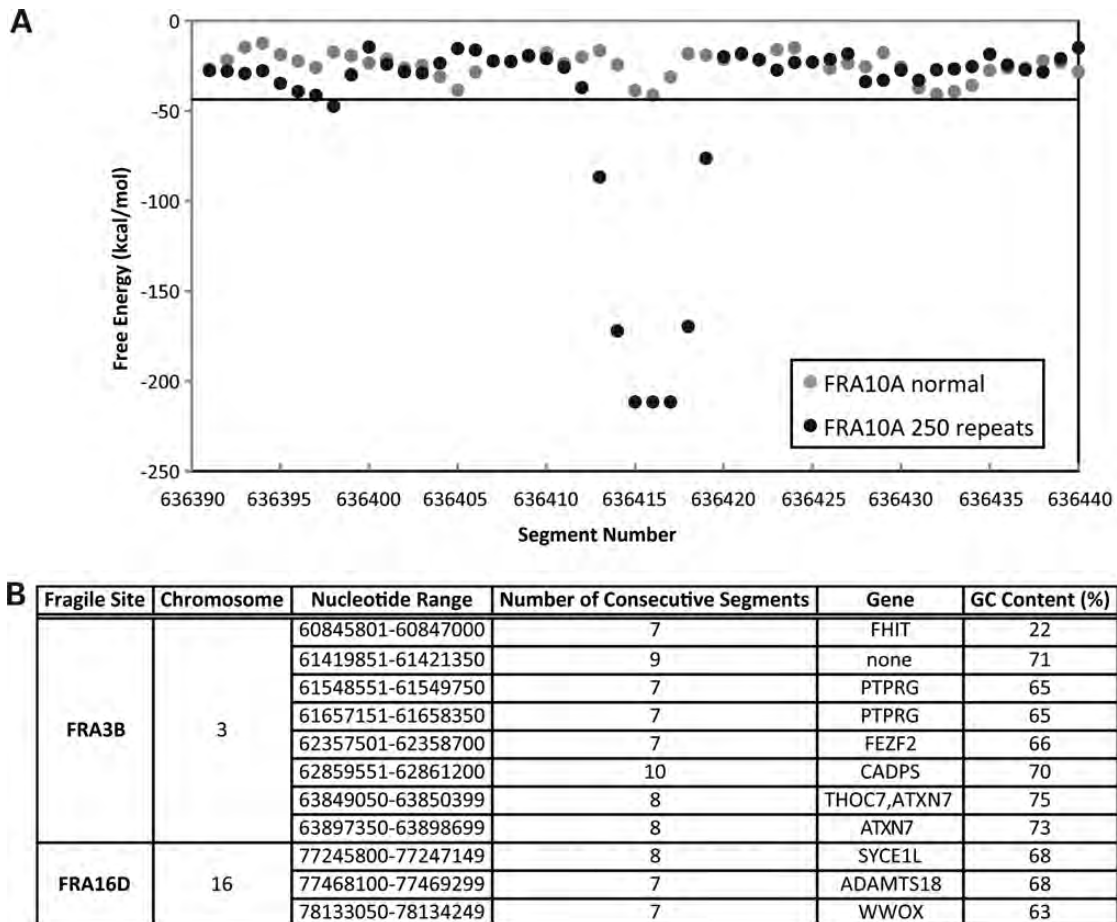 A
0
-50
-100
-150
-200
-250
Free Energy (kcal/mol)
FRA10A normal
FRA10A 250 repeats
636390 636395 636400 636405 636410 636415 636420 636425 636430 636435 636440
Segment Number
B
Fragile Site Chromosome Nucleotide Range Number of Consecutive Segments Gene GC Content (%)
FRA3B 3
60845801-60847000 7 FHIT 22
61419851-61421350 9 none 71
61548551-61549750 7 PTPRG 65
61657151-61658350 7 PTPRG 65
62357501-62358700 7 FEZF2 66
62859551-62861200 10 CADPS 70
63849050-63850399 8 THOC7,ATXN7 75
63897350-63898699 8 ATXN7 73
FRA16D 16
77245800-77247149 8 SYCE1L 68
77468100-77469299 7 ADAMTS18 68
78133050-78134249 7 WWOX 63